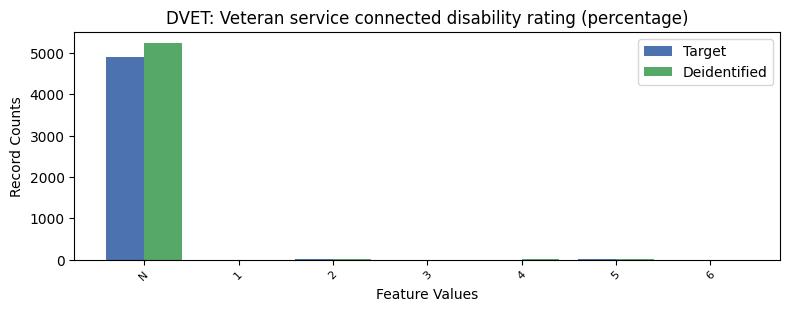 DVET: Veteran service connected disability rating (percentage)
Target
Deidentified
Record Counts
5000
4000
3000
2000
1000
0
N 1 2 3 4 5 6
Feature Values